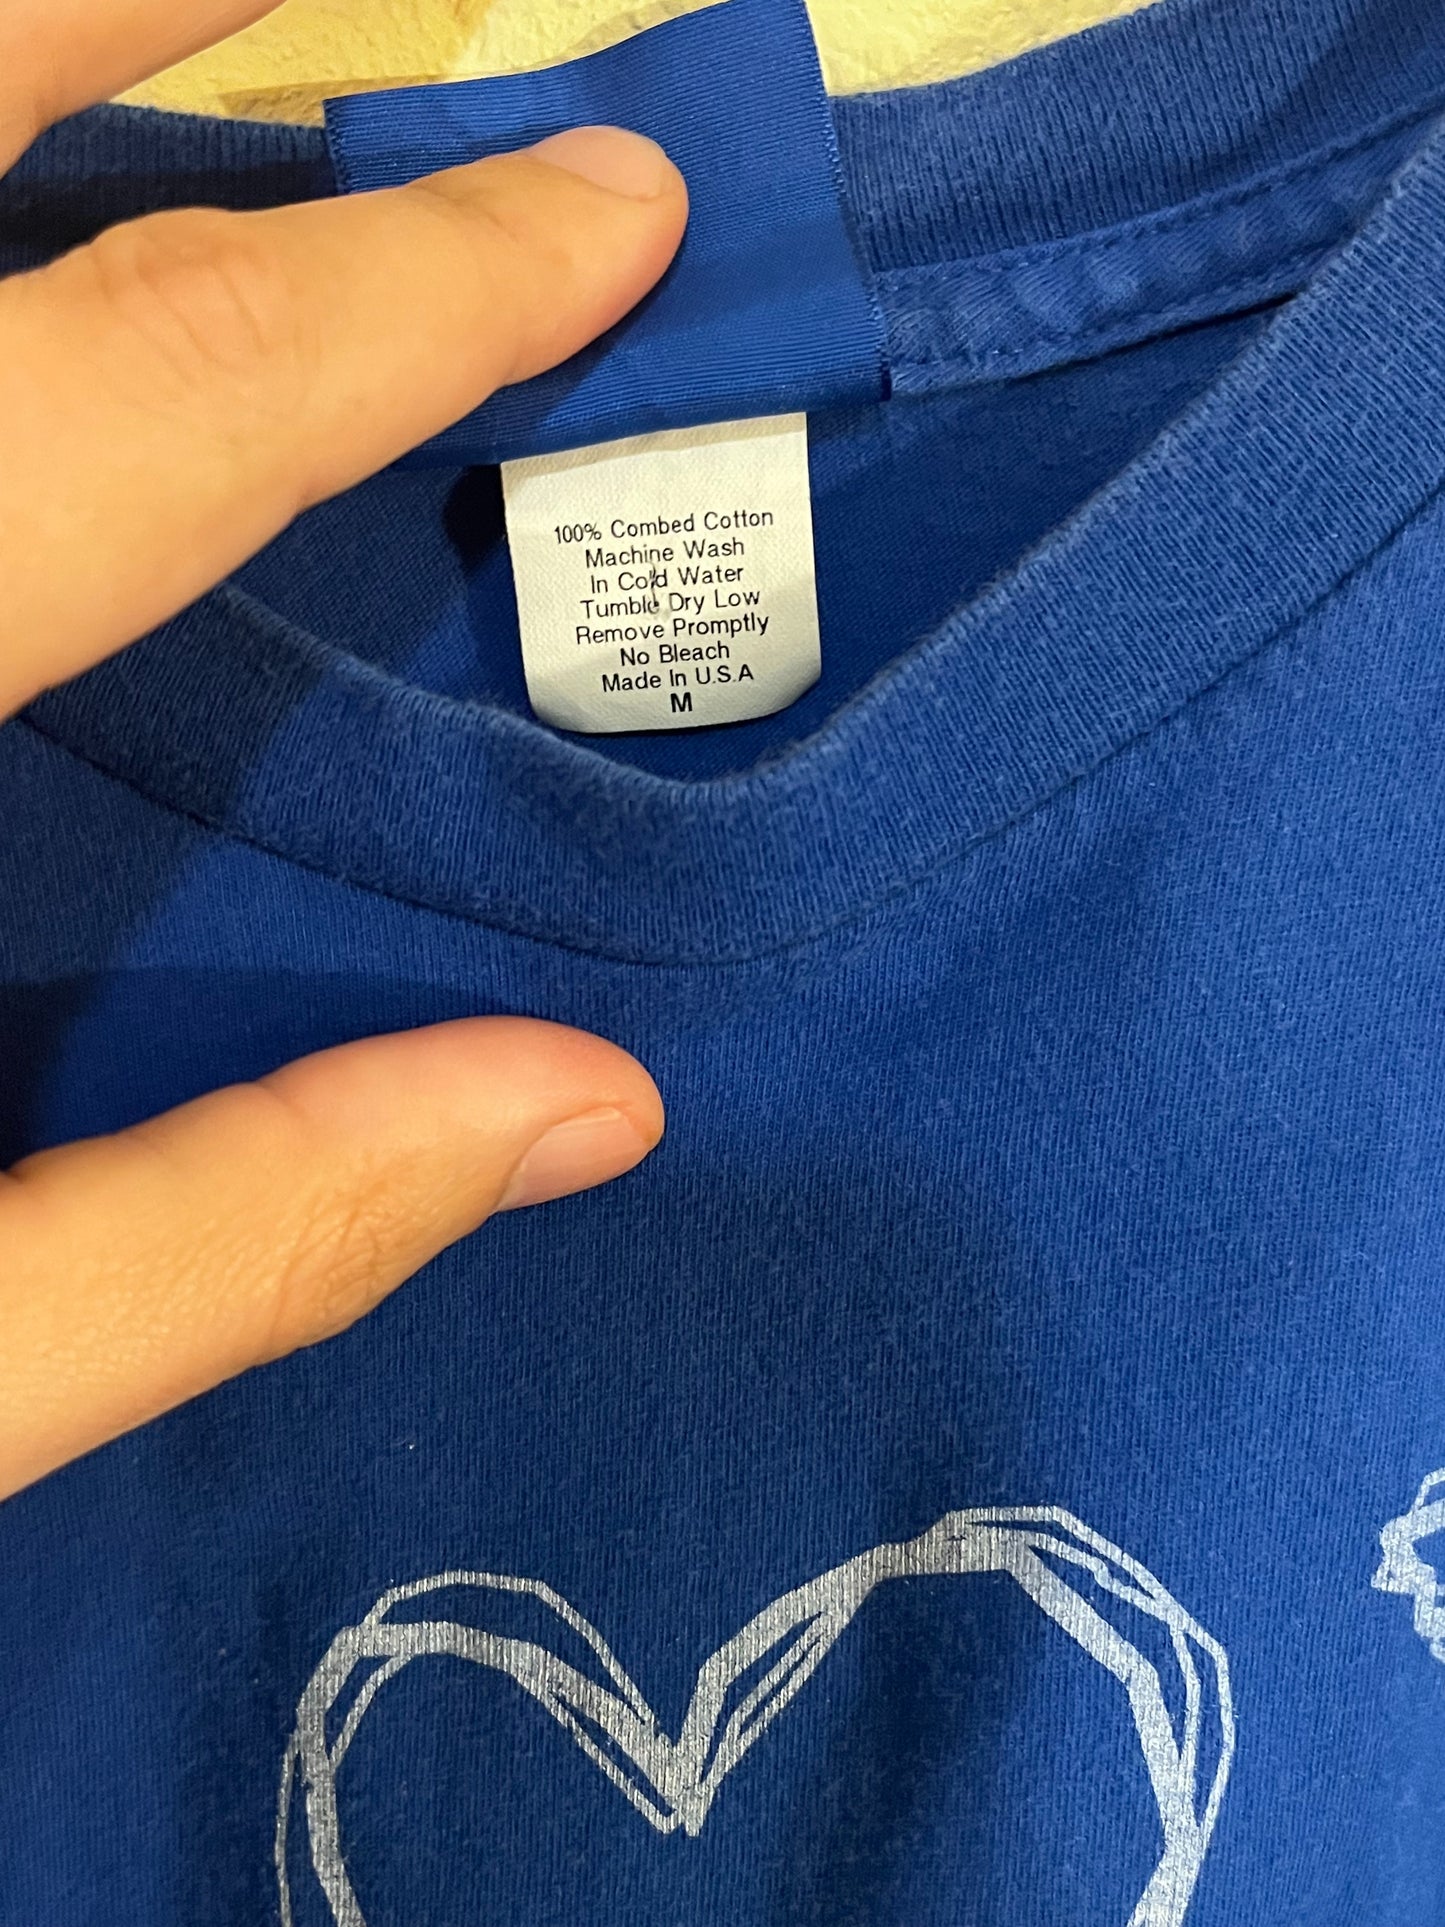 100% Combed Cotton
Machine Wash
In Cold Water
Tumble Dry Low
Remove Promptly
No Bleach
Made In U.S.A
M